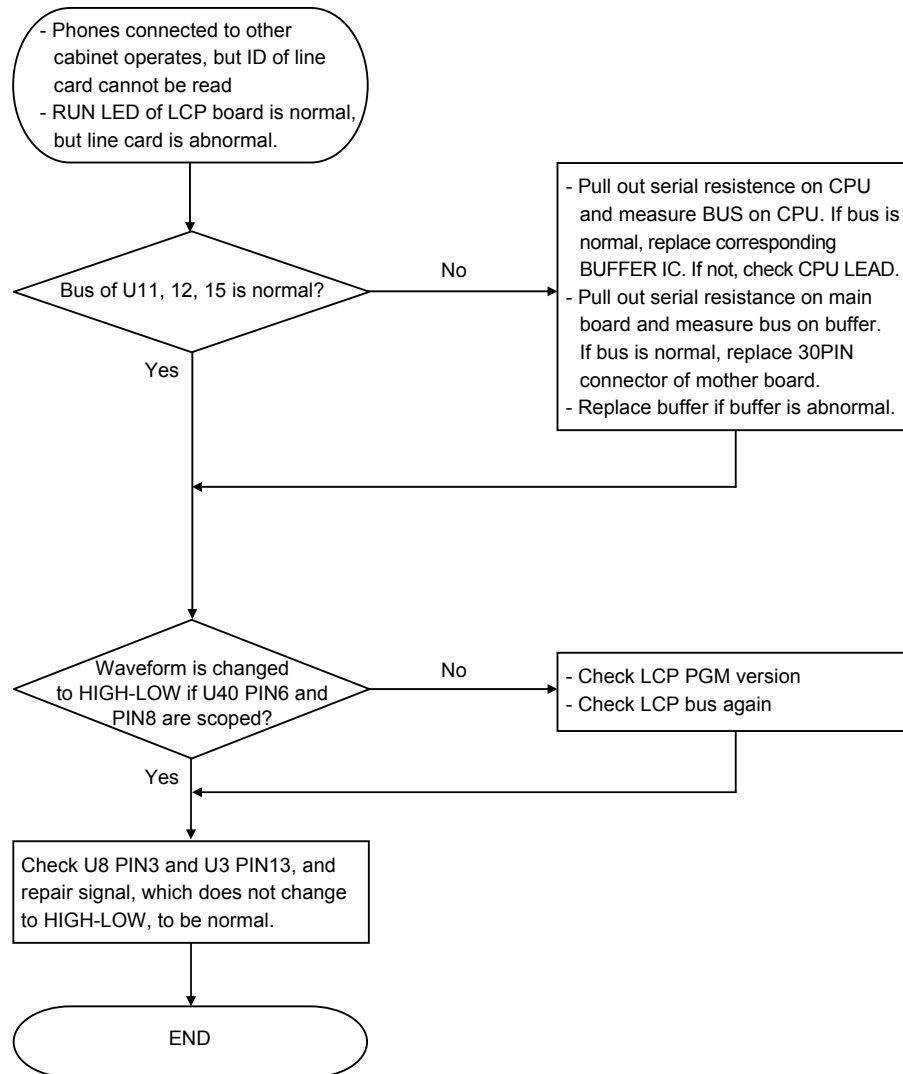 - Phones connected to other
cabinet operates, but ID of line
card cannot be read
- RUN LED of LCP board is normal,
but line card is abnormal.
Bus of U11, 12, 15 is normal?
No
- Pull out serial resistence on CPU
and measure BUS on CPU. If bus is
normal, replace corresponding
BUFFER IC. If not, check CPU LEAD.
- Pull out serial resistance on main
board and measure bus on buffer.
If bus is normal, replace 30PIN
connector of mother board.
- Replace buffer if buffer is abnormal.
Yes
Waveform is changed
to HIGH-LOW if U40 PIN6 and
PIN8 are scoped?
No
- Check LCP PGM version
- Check LCP bus again
Yes
Check U8 PIN3 and U3 PIN13, and
repair signal, which does not change
to HIGH-LOW, to be normal.
END